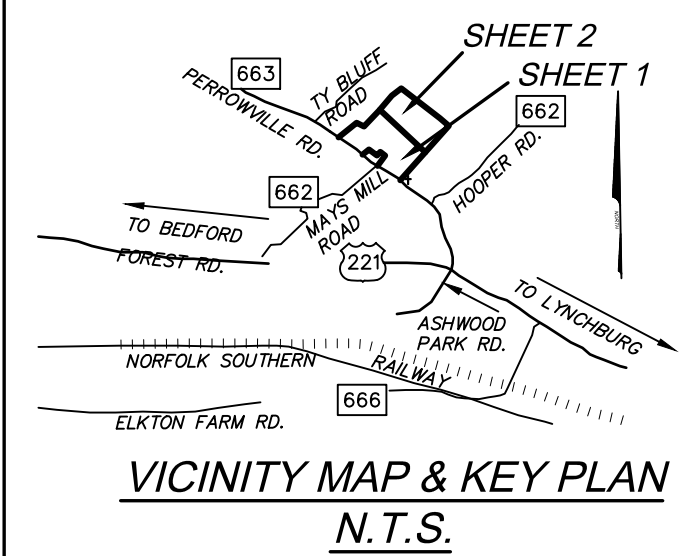 SHEET 2
SHEET 1
663
TY BLUFF
ROAD
PERROWVILLE RD.
662
HOOPER RD.
662
MAYS MILL
ROAD
NORTH
TO BEDFORD
FOREST RD.
221
TO LYNCHBURG
ASHWOOD
PARK RD.
NORFOLK SOUTHERN
RAILWAY
666
ELKTON FARM RD.
VICINITY MAP & KEY PLAN
N.T.S.